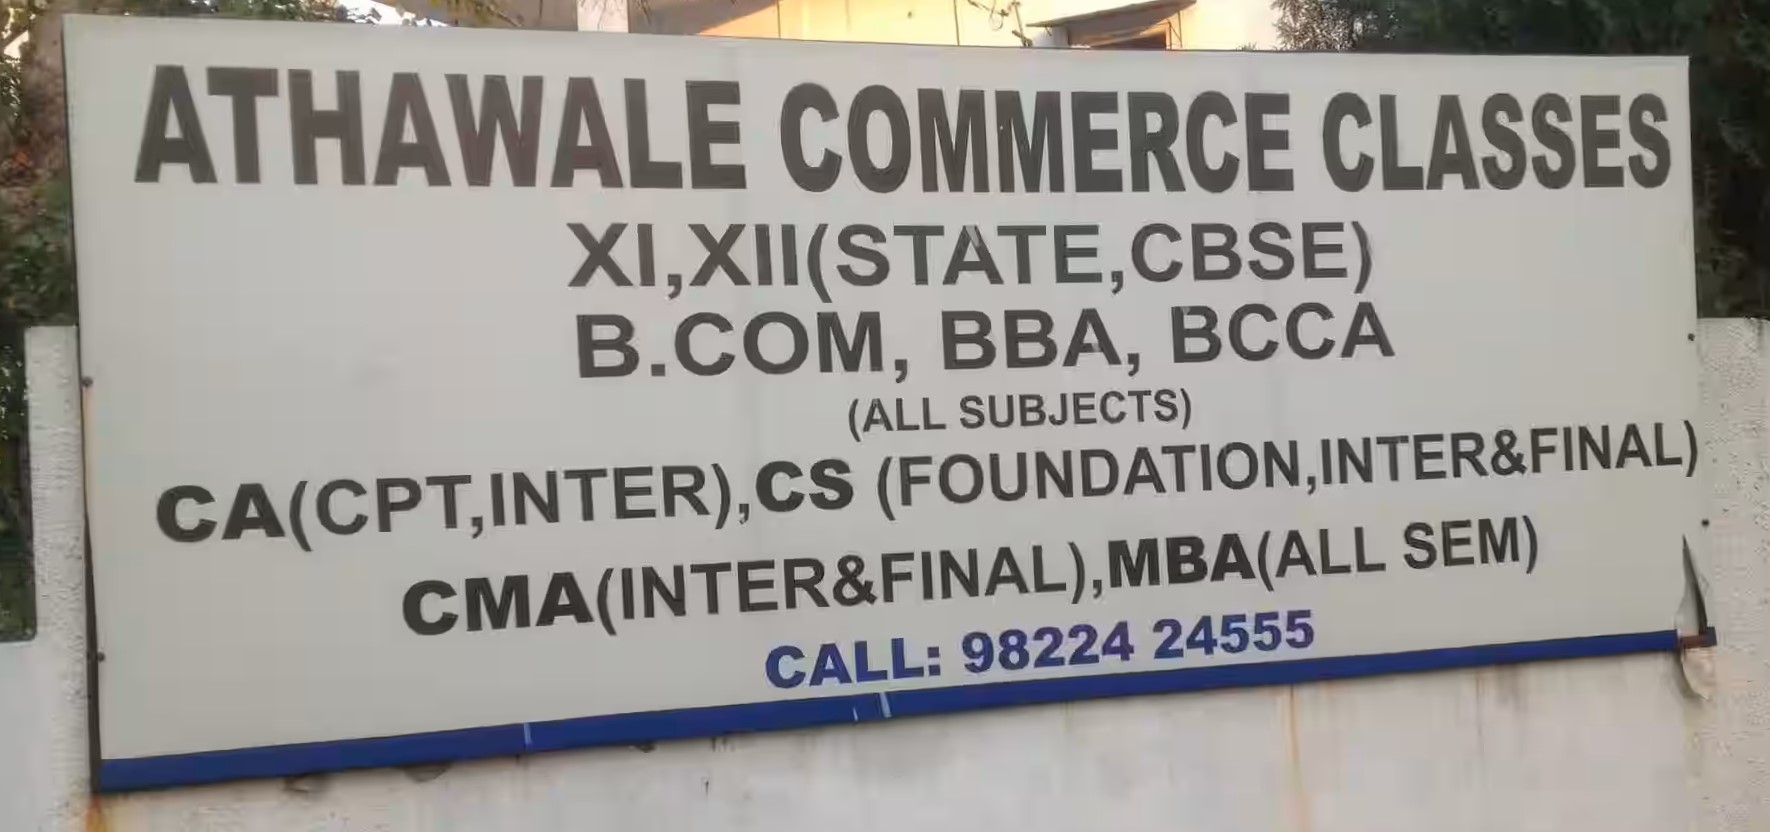 ATHAWALE COMMERCE CLASSES
XI,XII(STATE,CBSE)
B.COM, BBA, BCCA
(ALL SUBJECTS)
CA(CPT,INTER),CS (FOUNDATION,INTER&FINAL)
CMA(INTER&FINAL),MBA(ALL SEM)
CALL: 98224 24555